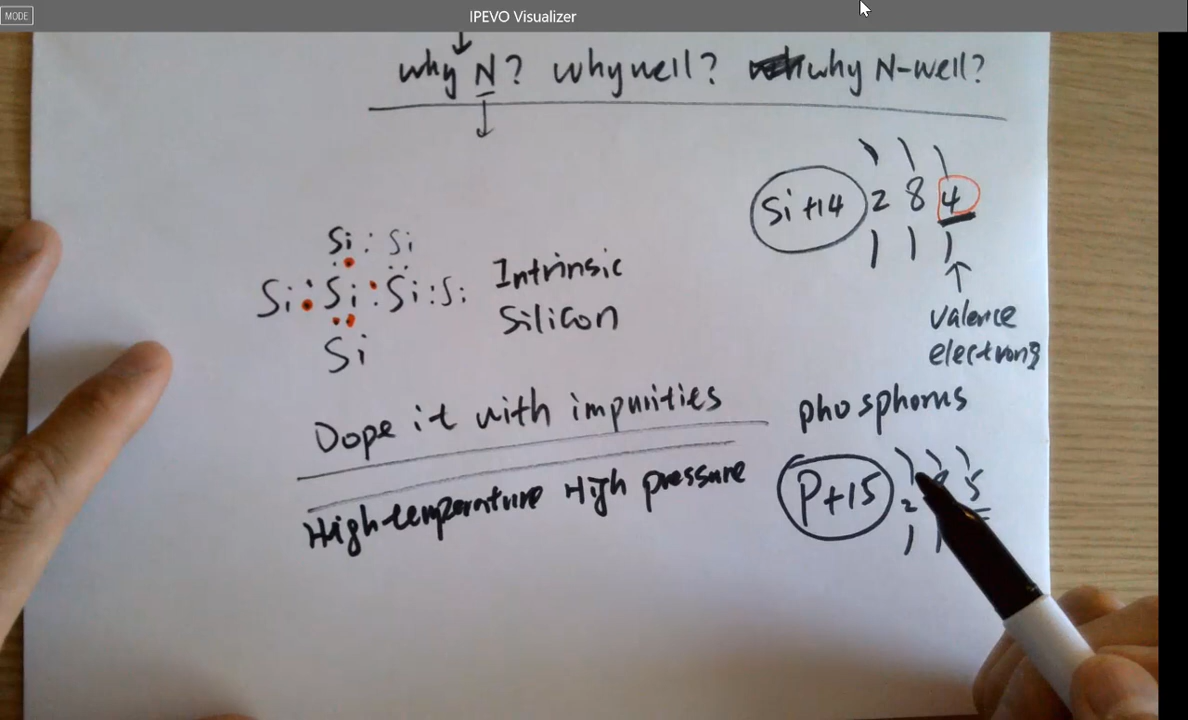 MODE
IPEVO Visualizer
why N? why well? why N-well?
Si +14 2 8 4
Si : Si
Si : Si : Si : Si
Si
Intrinsic
Silicon
valence
electrons
Dope it with impurities
phosphorus
High-temperature High pressure
P+15 2 5